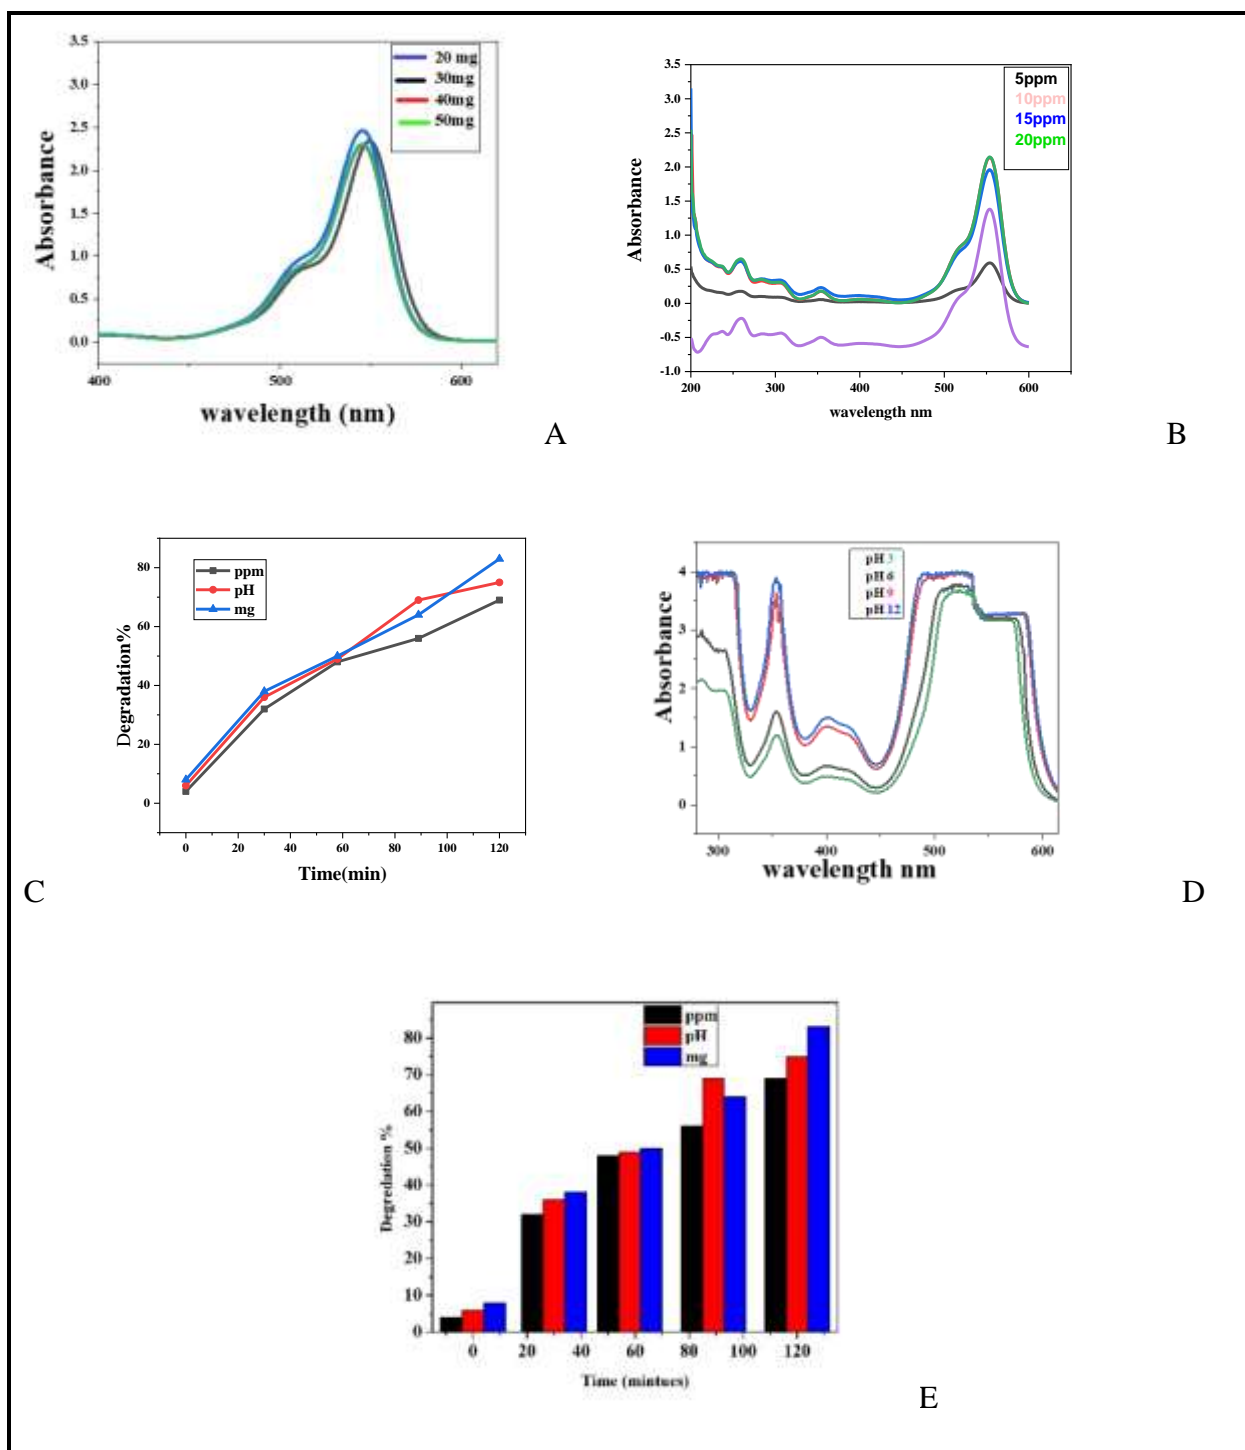 3.5
3.0
2.5
2.0
1.5
1.0
0.5
0.0
Absorbance
400
500
600
wavelength (nm)
20 mg
30mg
40mg
50mg
A
3.5
3.0
2.5
2.0
1.5
1.0
0.5
0.0
-0.5
-1.0
Absorbance
200
300
400
500
600
wavelength nm
5ppm
10ppm
15ppm
20ppm
B
80
60
40
20
0
Degradation%
0
20
40
60
80
100
120
Time(min)
ppm
pH
mg
C
4
3
2
1
0
Absorbance
300
400
500
600
wavelength nm
pH 3
pH 6
pH 9
pH 12
D
80
70
60
50
40
30
20
10
0
Degredation %
0
20
40
60
80
100
120
Time (mintues)
ppm
pH
mg
E